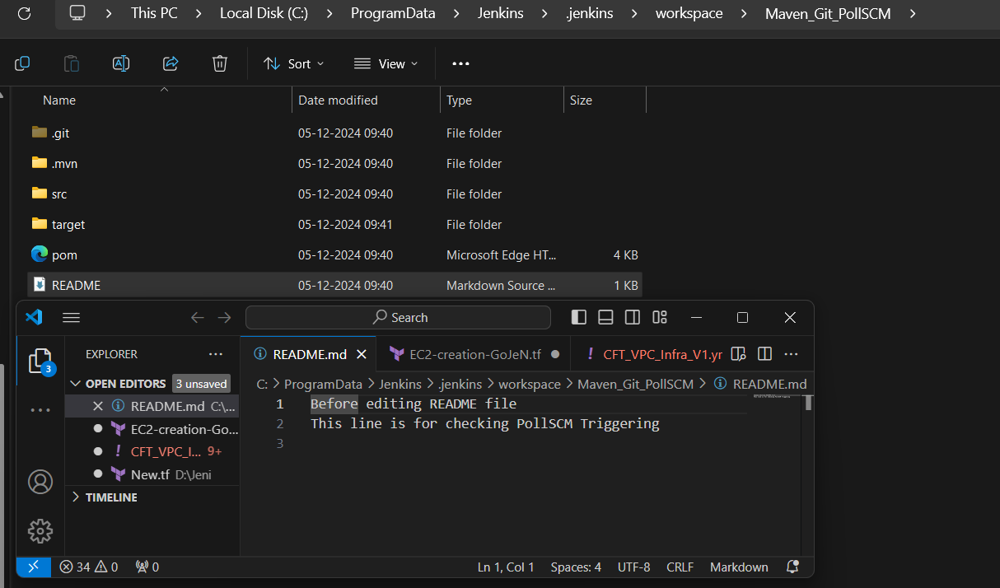 This PC > Local Disk (C:) > ProgramData > Jenkins > .jenkins > workspace > Maven_Git_PollSCM >
Sort View ...
Name Date modified Type Size
.git 05-12-2024 09:40 File folder
.mvn 05-12-2024 09:40 File folder
src 05-12-2024 09:40 File folder
target 05-12-2024 09:41 File folder
pom 05-12-2024 09:40 Microsoft Edge HT... 4 KB
README 05-12-2024 09:40 Markdown Source ... 1 KB
Search
3
EXPLORER ...
OPEN EDITORS 3 unsaved
README.md C:\...
EC2-creation-Go...
! CFT_VPC_I... 9+
New.tf D:\Jeni
TIMELINE
README.md EC2-creation-GoJeN.tf ! CFT_VPC_Infra_V1.yr ...
C: > ProgramData > Jenkins > .jenkins > workspace > Maven_Git_PollSCM > README.md
1 Before editing README file
2 This line is for checking PollSCM Triggering
3
34 0 0 Ln 1, Col 1 Spaces: 4 UTF-8 CRLF Markdown